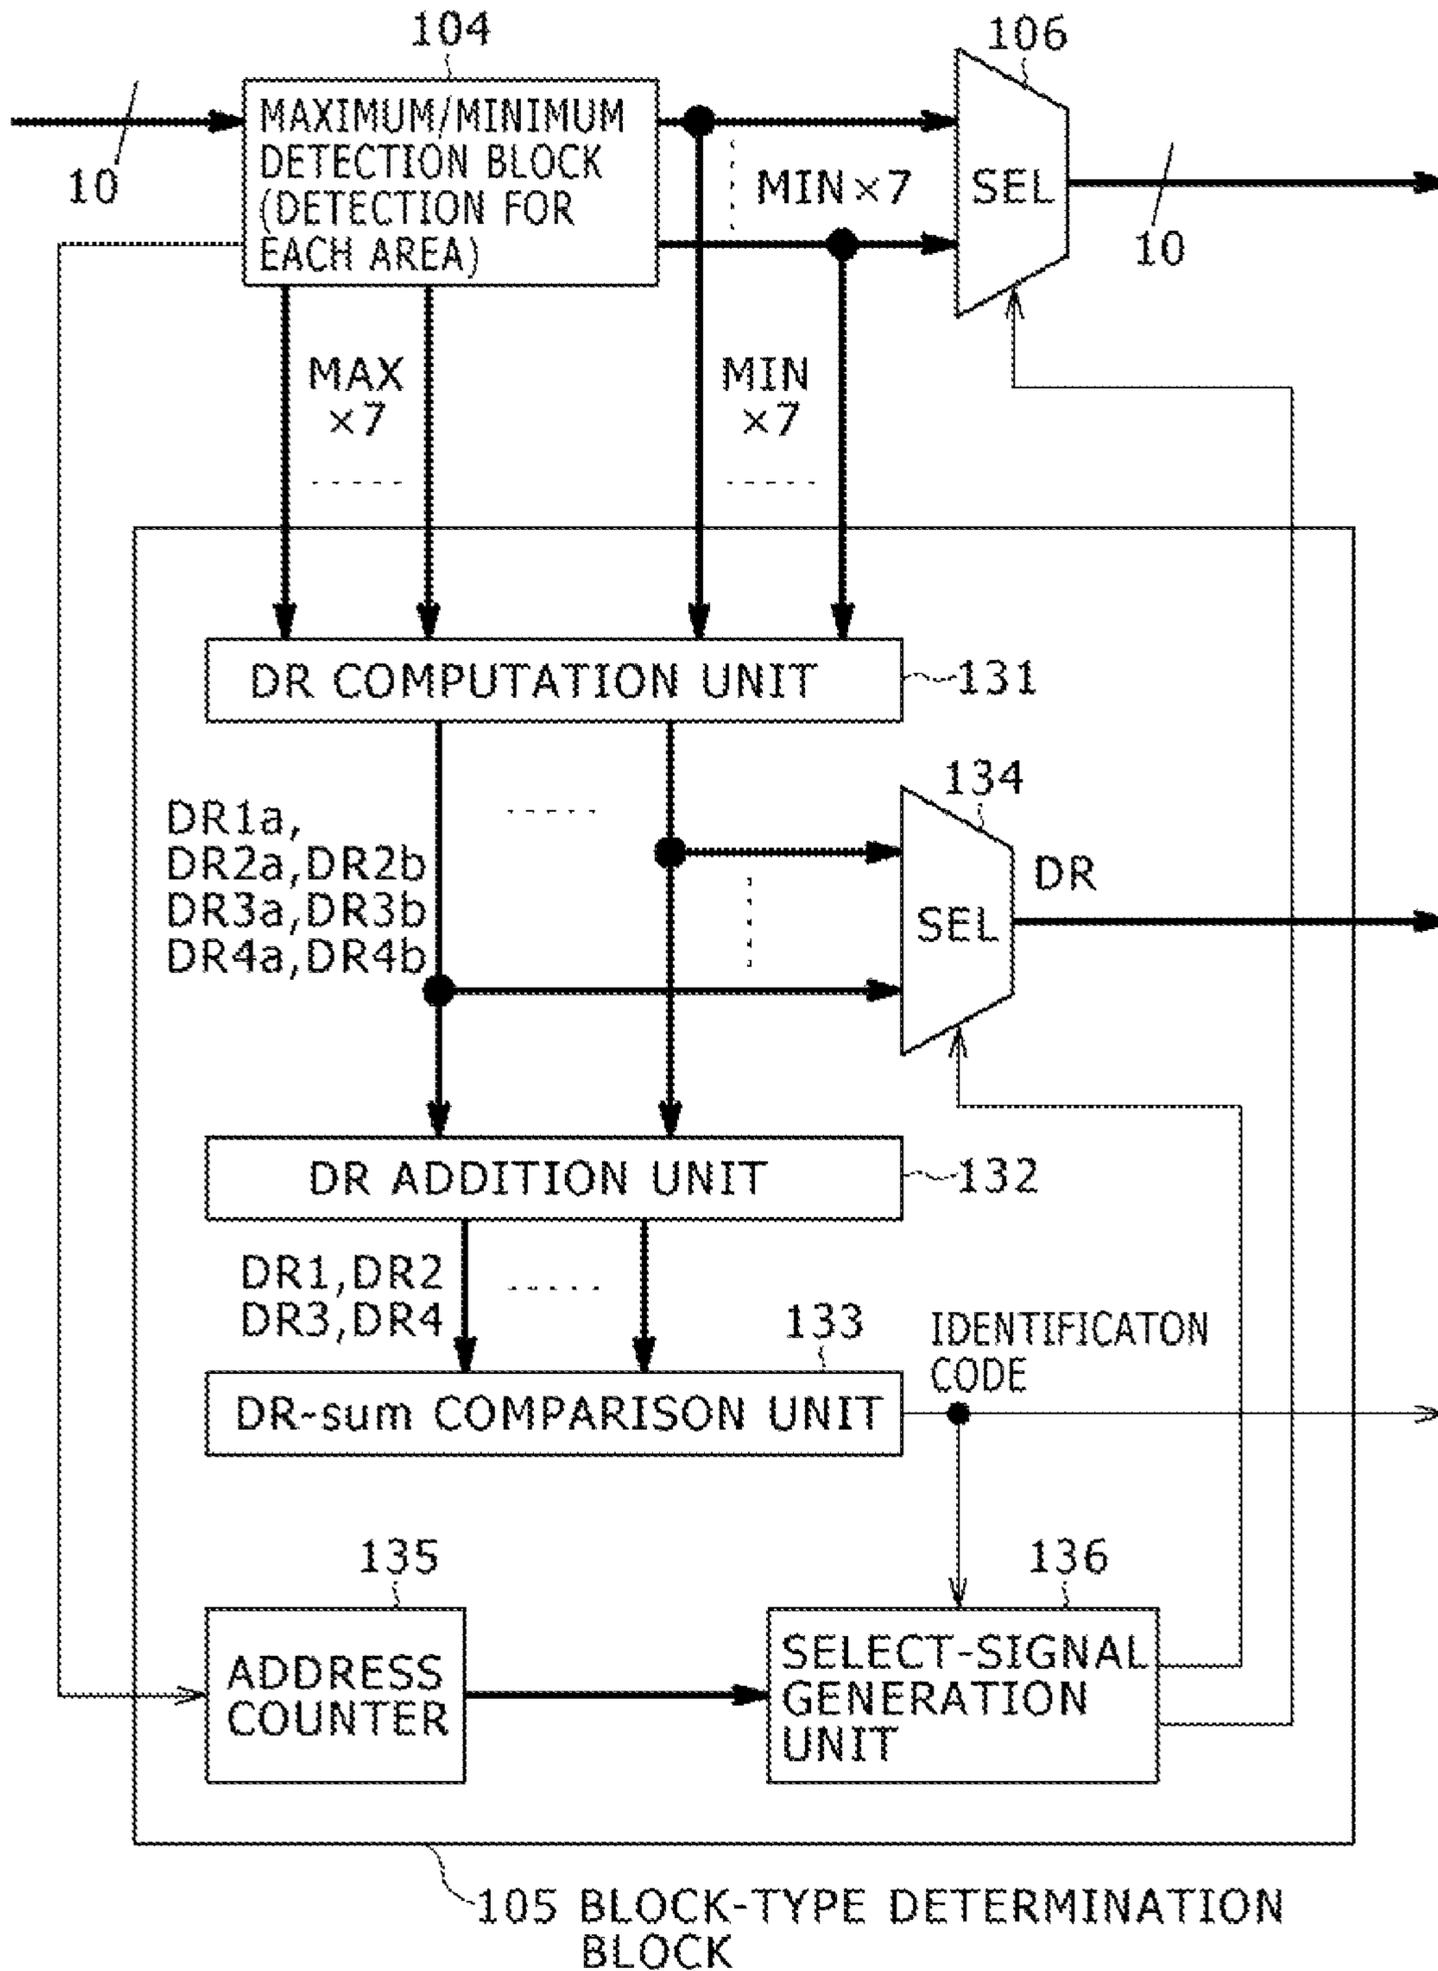 104
106
MAXIMUM/MINIMUM
DETECTION BLOCK
(DETECTION FOR
EACH AREA)
10
MIN×7
SEL
10
MAX
×7
MIN
×7
DR COMPUTATION UNIT
131
134
DR1a,
DR2a,DR2b
DR3a,DR3b
DR4a,DR4b
DR
SEL
DR ADDITION UNIT
132
DR1,DR2
DR3,DR4
133
IDENTIFICATON
CODE
DR-sum COMPARISON UNIT
135
136
ADDRESS
COUNTER
SELECT-SIGNAL
GENERATION
UNIT
105 BLOCK-TYPE DETERMINATION
BLOCK